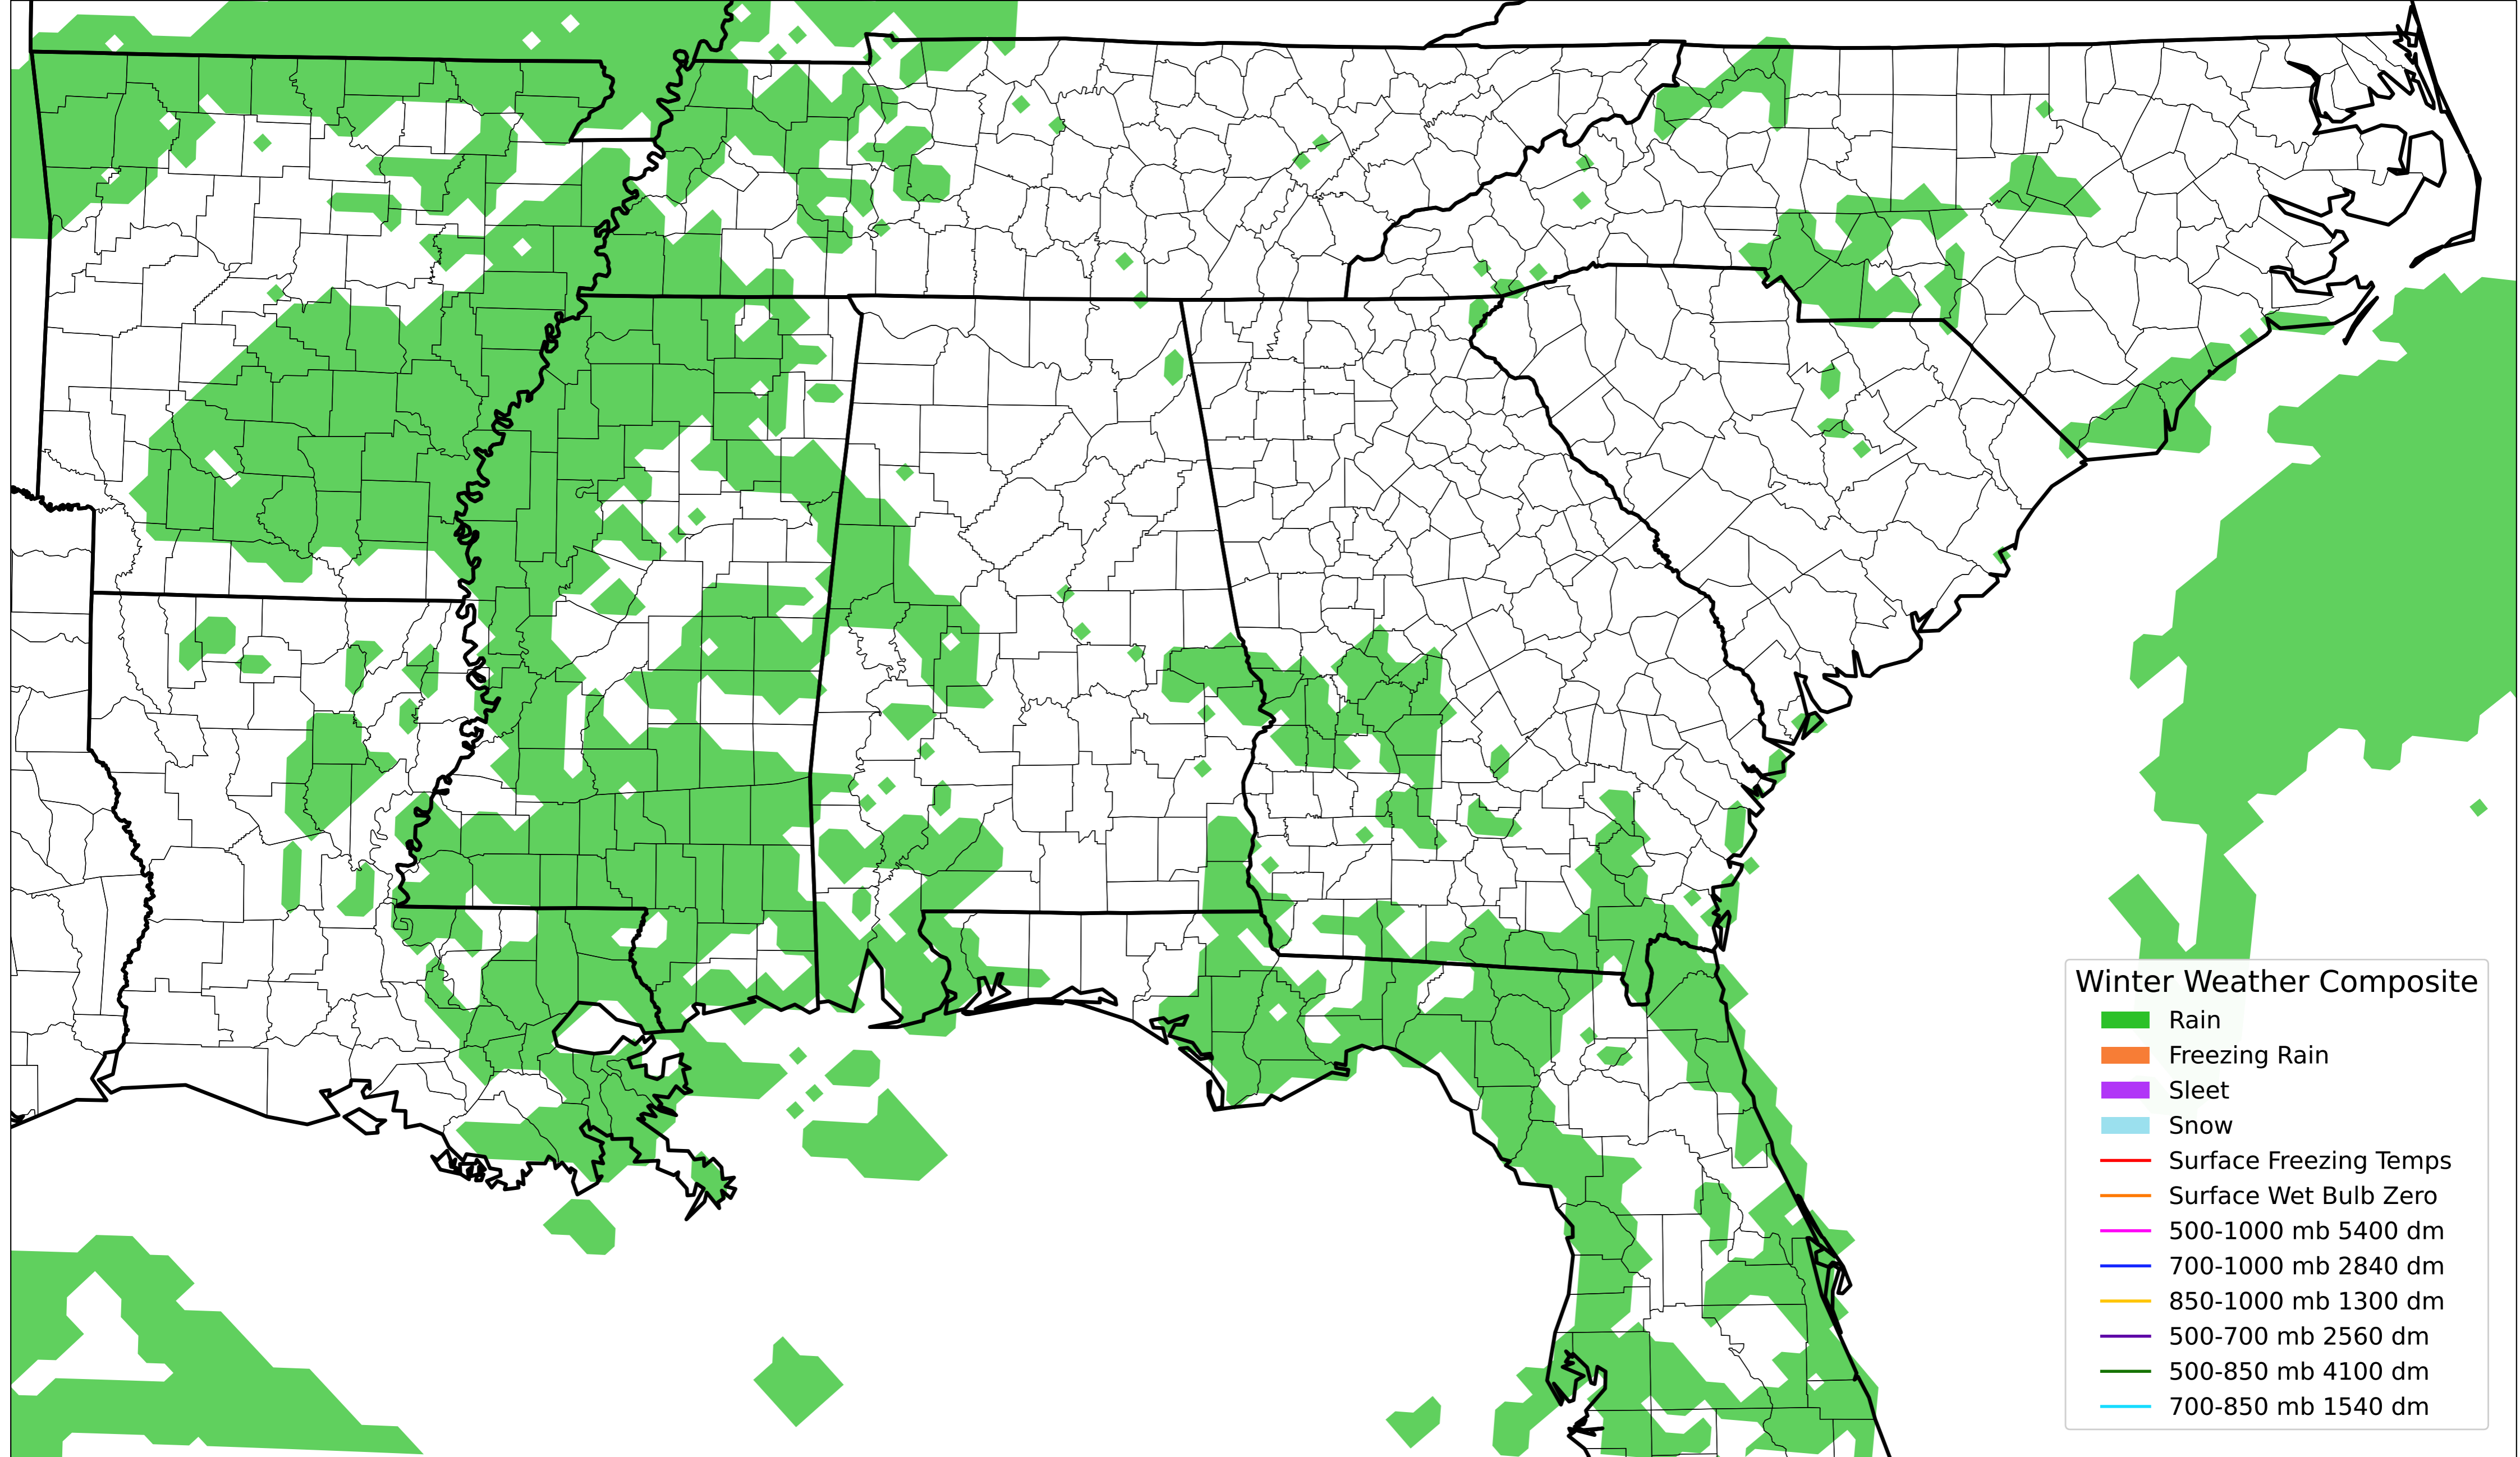 Winter Weather Composite
Rain
Freezing Rain
Sleet
Snow
Surface Freezing Temps
Surface Wet Bulb Zero
500-1000 mb 5400 dm
700-1000 mb 2840 dm
850-1000 mb 1300 dm
500-700 mb 2560 dm
500-850 mb 4100 dm
700-850 mb 1540 dm